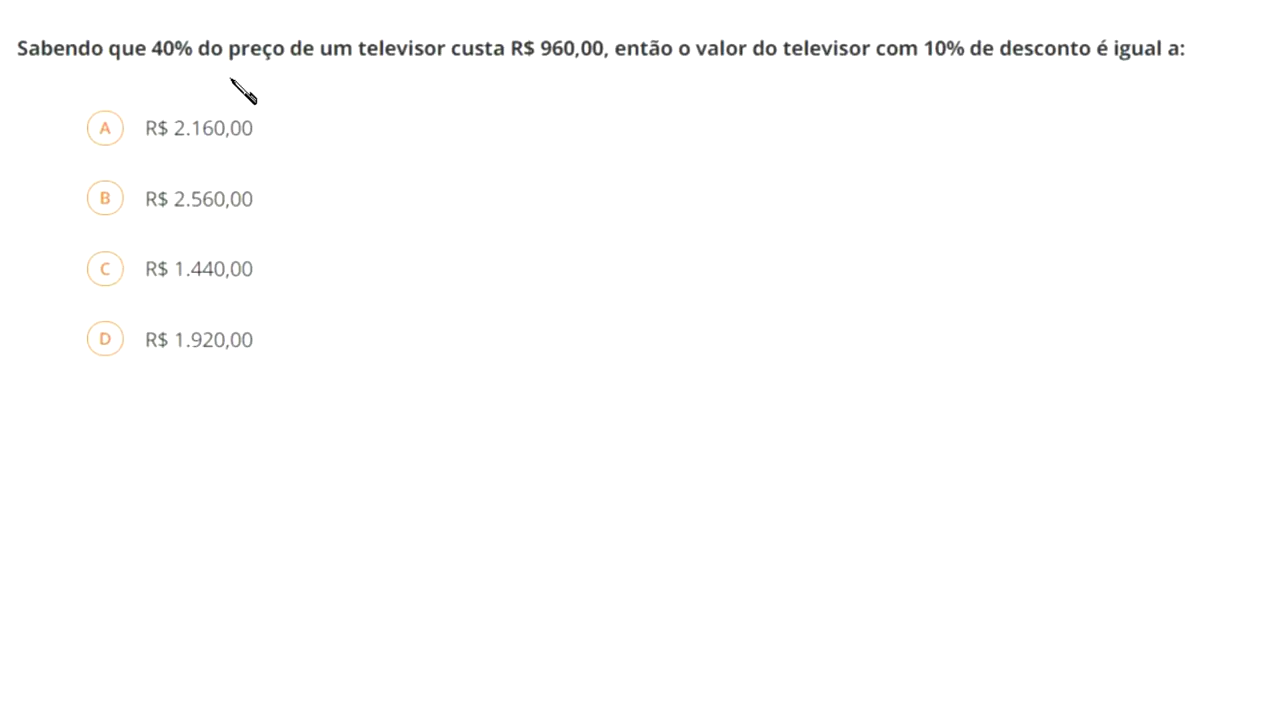 Sabendo que 40% do preço de um televisor custa R$ 960,00, então o valor do televisor com 10% de desconto é igual a:
A R$ 2.160,00
B R$ 2.560,00
C R$ 1.440,00
D R$ 1.920,00